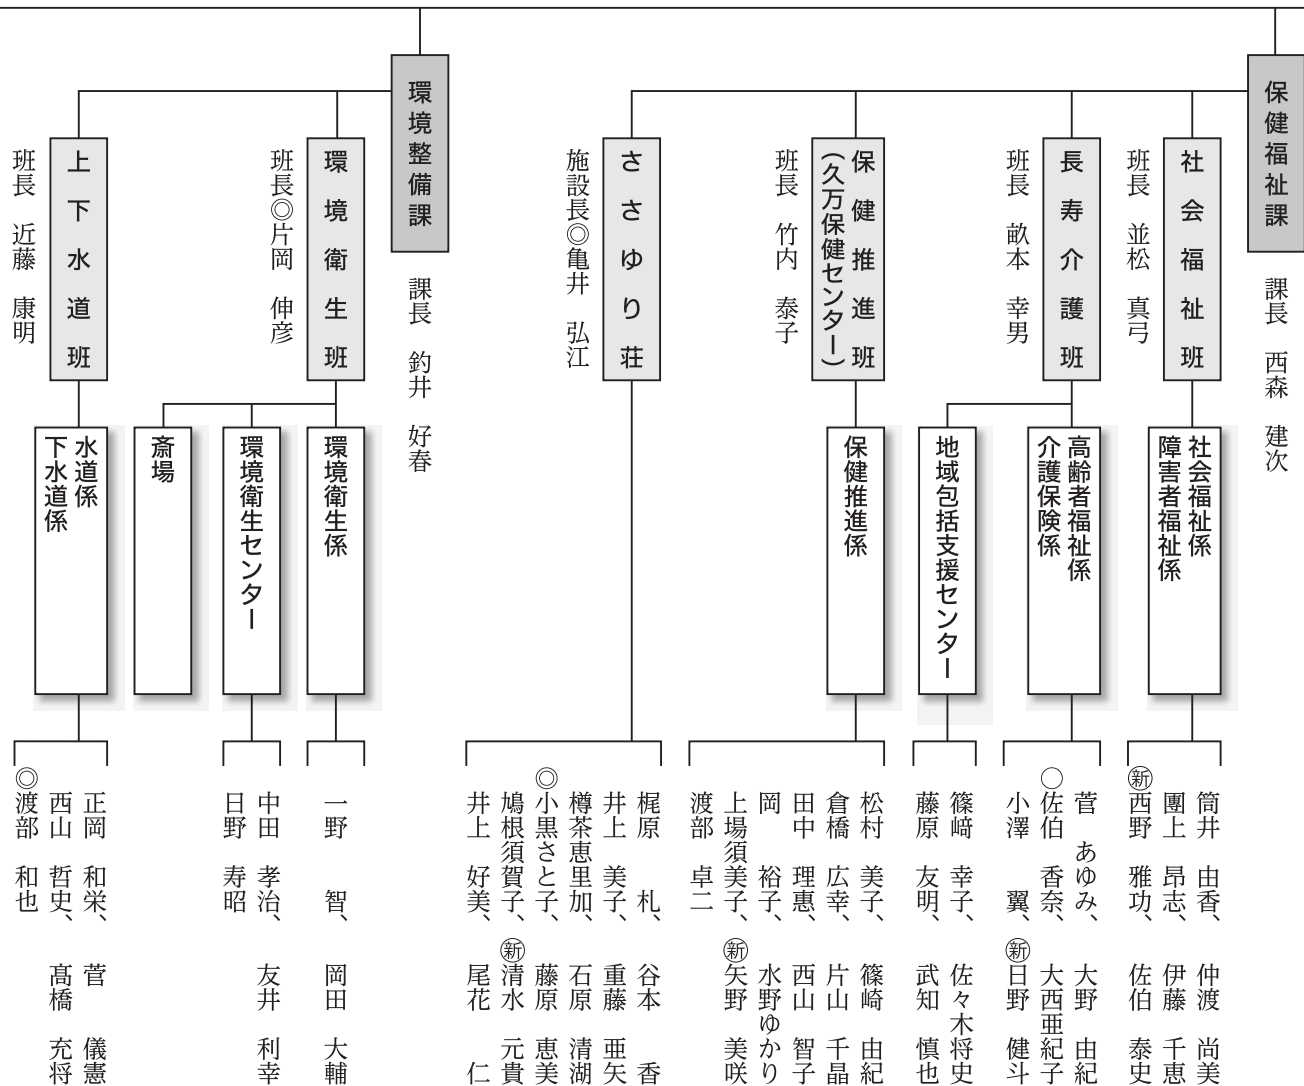 保健福祉課
課長 西森 建次
社会福祉班
班長 並松 真弓
社会福祉係
障害者福祉係
筒井 由香、 仲渡 尚美
團上 昂志、 伊藤 千恵
㊟西野 雅功、 佐伯 泰史
長寿介護班
班長 畝本 幸男
高齢者福祉係
介護保険係
菅 あゆみ、 大野 由紀
○佐伯 香奈、 大西亜紀子
小澤 翼、 新日野 健斗
地域包括支援センター
篠﨑 幸子、 佐々木将史
藤原 友明、 武知 慎也
保健推進班
(久万保健センター)
班長 竹内 泰子
保健推進係
松村 美子、 篠崎 由紀
倉橋 広幸、 片山 千晶
田中 理惠、 西山 智子
岡 裕子、 水野ゆかり
上場須美子、 新矢野 美咲
渡部 卓二
ささゆり荘
施設長◎亀井 弘江
梶原 札、 谷本 香
井上 美子、 重藤 亜矢
樽茶恵里加、 石原 清湖
◎小黒さと子、 藤原 恵美
鳩根須賀子、 新清水 元貴
井上 好美、 尾花 仁
環境整備課
課長 釣井 好春
環境衛生班
班長◎片岡 伸彦
環境衛生係
一野 智、 岡田 大輔
環境衛生センター
中田 孝治、 友井 利幸
日野 寿昭
斎場
上下水道班
班長 近藤 康明
水道係
下水道係
正岡 和栄、 菅 儀憲
西山 哲史、 髙橋 充将
◎渡部 和也